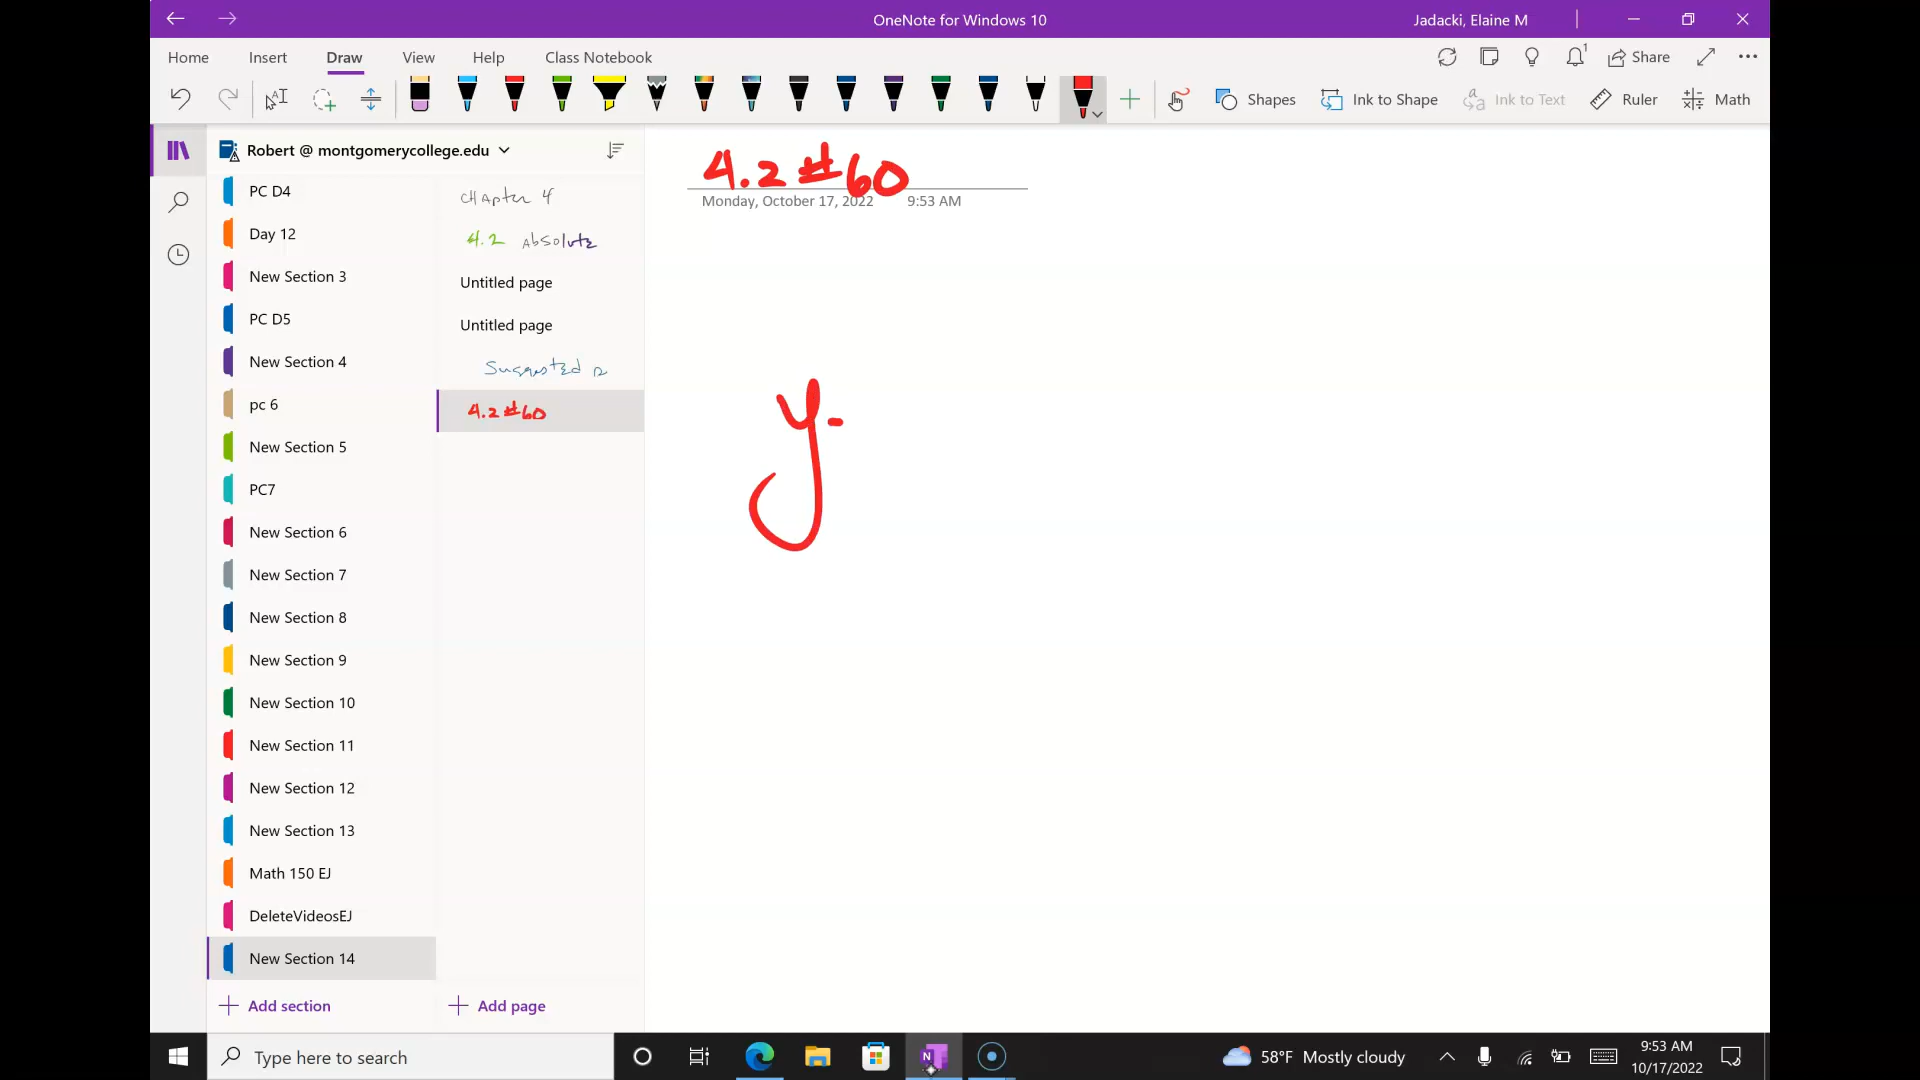 OneNote for Windows 10
Jadacki, Elaine M
Home
Insert
Draw
View
Help
Class Notebook
1
Share
Shapes
Ink to Shape
Ink to Text
Ruler
Math
Robert @ montgomerycollege.edu
PC D4
Day 12
New Section 3
PC D5
New Section 4
pc 6
New Section 5
PC7
New Section 6
New Section 7
New Section 8
New Section 9
New Section 10
New Section 11
New Section 12
New Section 13
Math 150 EJ
DeleteVideosEJ
New Section 14
Add section
CHApter 4
4.2 Absolute
Untitled page
Untitled page
Suggested
4.2 #60
Add page
4.2 #60
Monday, October 17, 2022 9:53 AM
y-
Type here to search
58°F Mostly cloudy
9:53 AM
10/17/2022